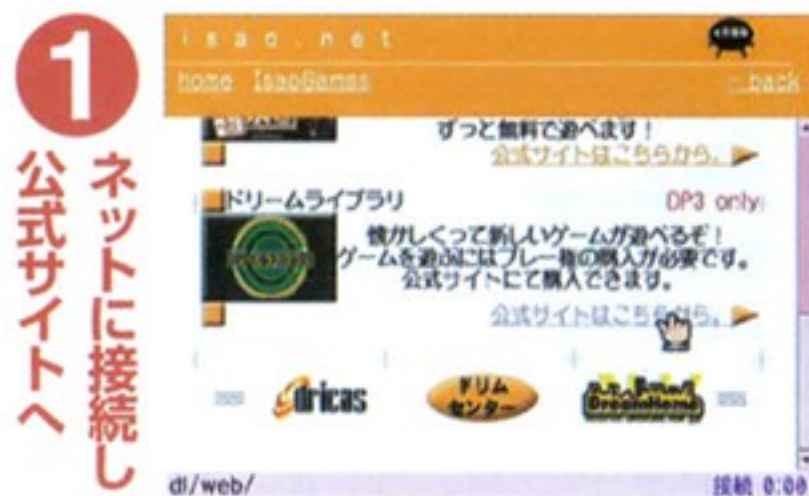 1
ネットに接続し
公式サイトへ
isao.net
home IsaoGames
back
ずっと無料で遊べます！
公式サイトはこちらから。
ドリームライブラリ
DP3 only
懐かしくって新しいゲームが遊べるぞ！
ゲームを遊ぶにはプレー権の購入が必要です。
公式サイトにて購入できます。
公式サイトはこちらから。
dricas
ドリム
センター
DreamHome
dl/web/
接続 0:00